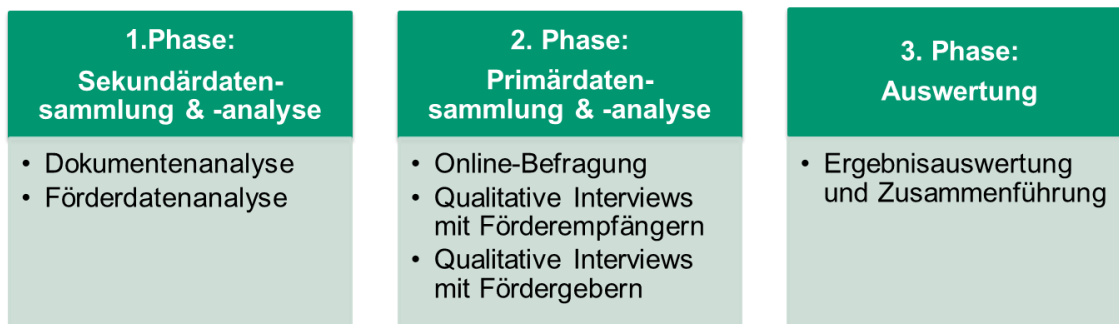 1.Phase:
Sekundärdaten-
sammlung & -analyse
• Dokumentenanalyse
• Förderdatenanalyse
2. Phase:
Primärdaten-
sammlung & -analyse
• Online-Befragung
• Qualitative Interviews
mit Förderempfängern
• Qualitative Interviews
mit Fördergebern
3. Phase:
Auswertung
• Ergebnisauswertung
und Zusammenführung